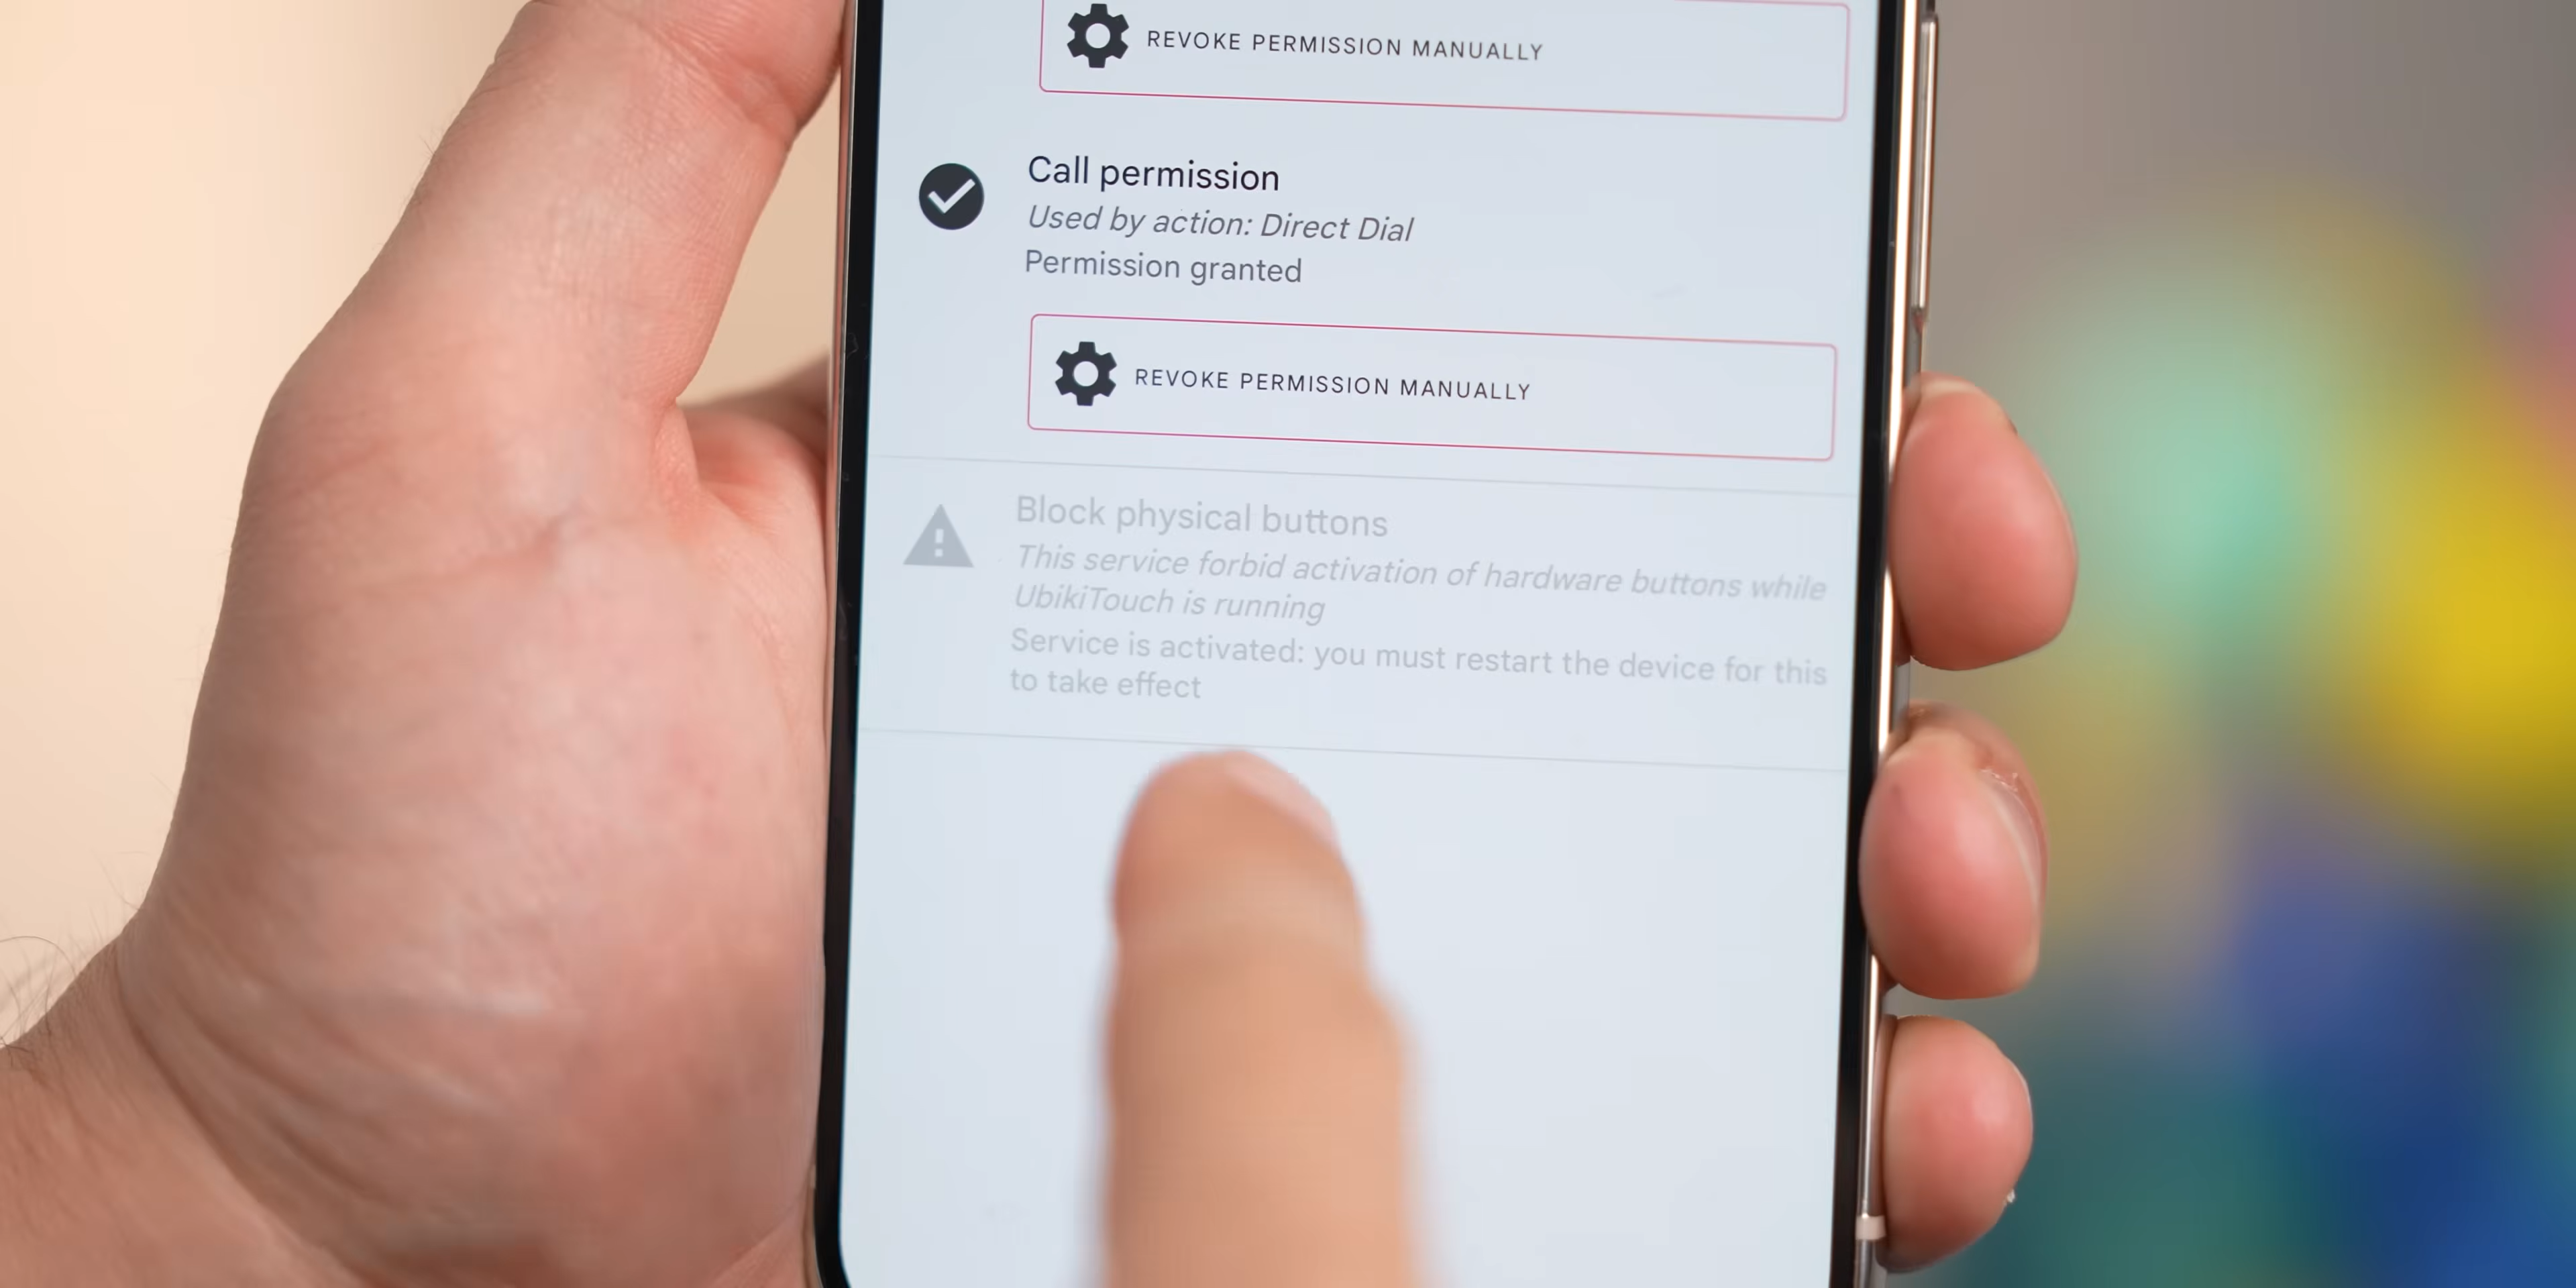 REVOKE PERMISSION MANUALLY
Call permission
Used by action: Direct Dial
Permission granted
REVOKE PERMISSION MANUALLY
Block physical buttons
This service forbid activation of hardware buttons while
UbikiTouch is running
Service is activated: you must restart the device for this
to take effect